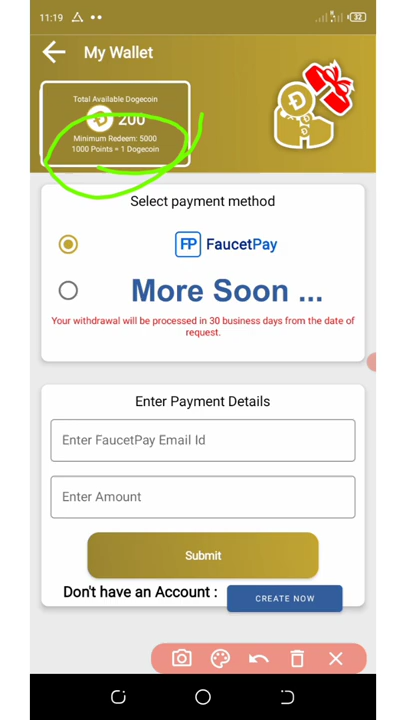 11:19
32
My Wallet
Total Available Dogecoin
200
Minimum Redeem: 5000
1000 Points = 1 Dogecoin
Select payment method
FP FaucetPay
More Soon ...
Your withdrawal will be processed in 30 business days from the date of
request.
Enter Payment Details
Enter FaucetPay Email Id
Enter Amount
Submit
Don't have an Account :
CREATE NOW